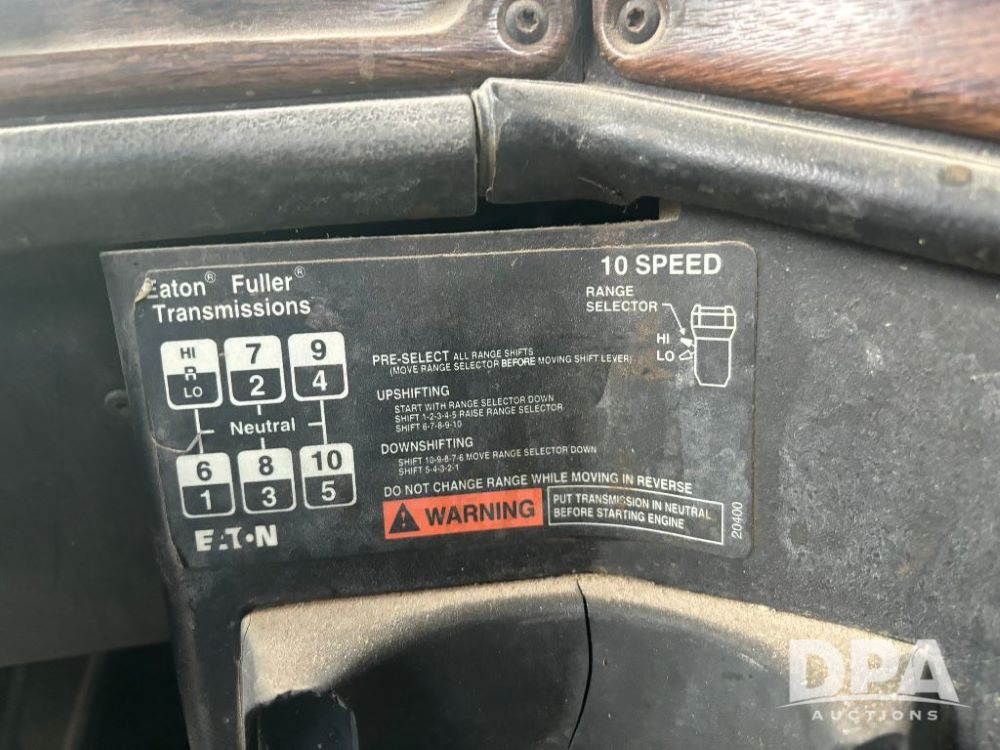 Eaton® Fuller®
Transmissions
10 SPEED
RANGE
SELECTOR
HI
LO
HI
R
LO
7
2
9
4
Neutral
6
1
8
3
10
5
PRE-SELECT ALL RANGE SHIFTS
(MOVE RANGE SELECTOR BEFORE MOVING SHIFT LEVER)
UPSHIFTING
START WITH RANGE SELECTOR DOWN
SHIFT 1-2-3-4-5 RAISE RANGE SELECTOR
SHIFT 6-7-8-9-10
DOWNSHIFTING
SHIFT 10-9-8-7-6 MOVE RANGE SELECTOR DOWN
SHIFT 5-4-3-2-1
DO NOT CHANGE RANGE WHILE MOVING IN REVERSE
WARNING
PUT TRANSMISSION IN NEUTRAL
BEFORE STARTING ENGINE
20400
EATON
DPA
AUCTIONS